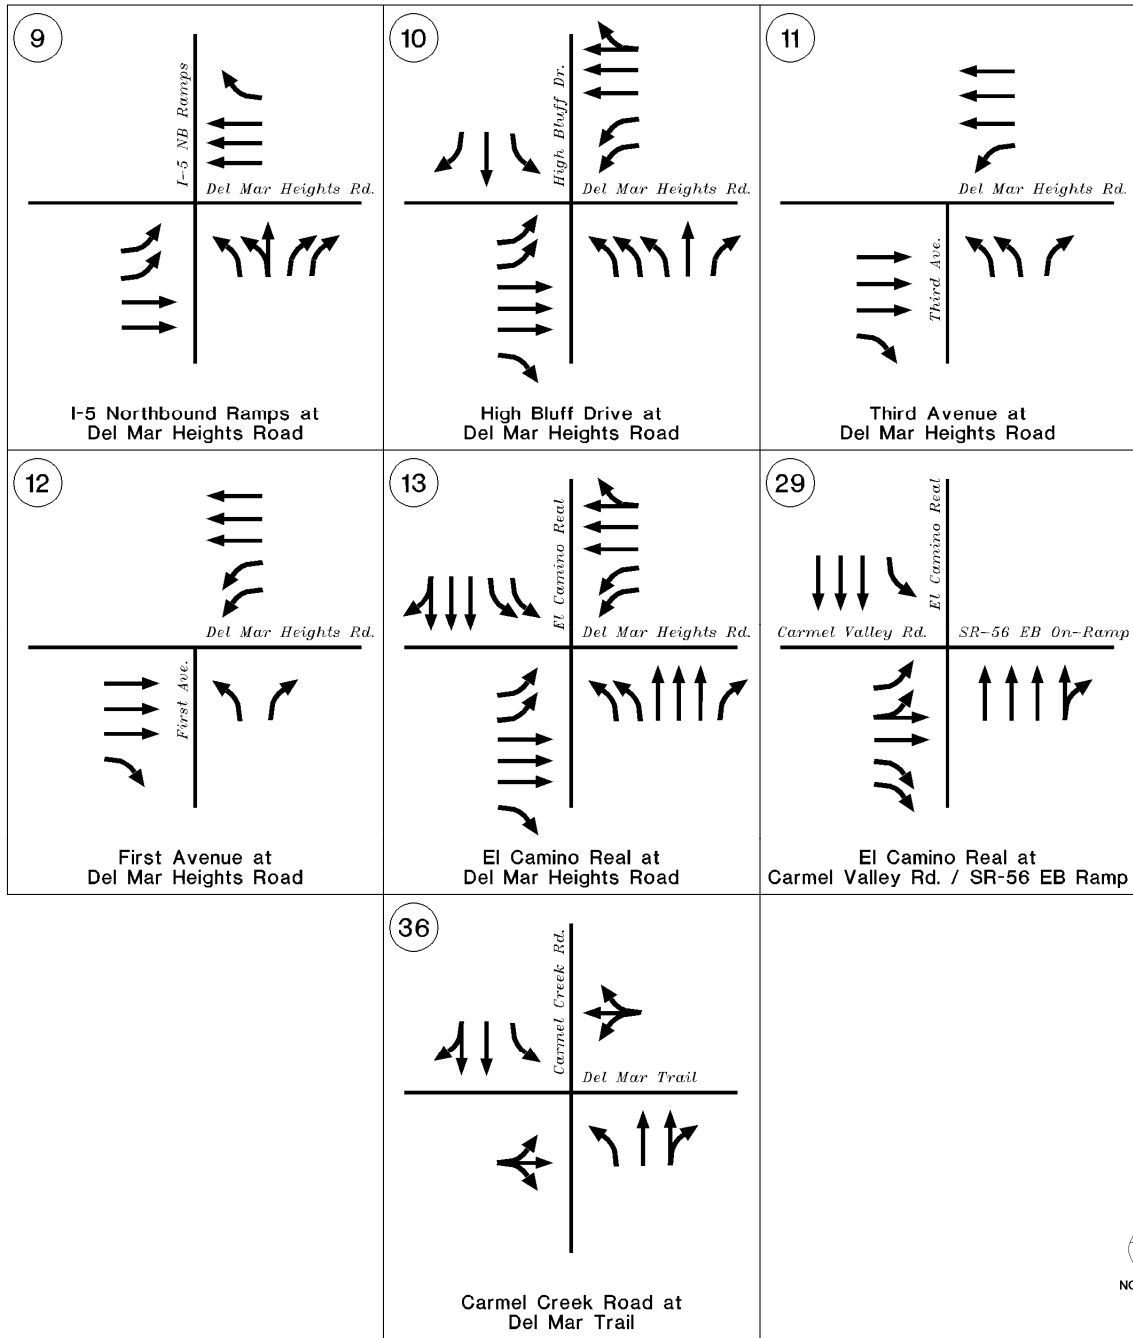 9
I-5 NB Ramps
Del Mar Heights Rd.
I-5 Northbound Ramps at
Del Mar Heights Road
10
High Bluff Dr.
Del Mar Heights Rd.
High Bluff Drive at
Del Mar Heights Road
11
Del Mar Heights Rd.
Third Ave.
Third Avenue at
Del Mar Heights Road
12
Del Mar Heights Rd.
First Ave.
First Avenue at
Del Mar Heights Road
13
El Camino Real
Del Mar Heights Rd.
El Camino Real at
Del Mar Heights Road
29
El Camino Real
Carmel Valley Rd.
SR-56 EB On-Ramp
El Camino Real at
Carmel Valley Rd. / SR-56 EB Ramp
36
Carmel Creek Rd.
Del Mar Trail
Carmel Creek Road at
Del Mar Trail